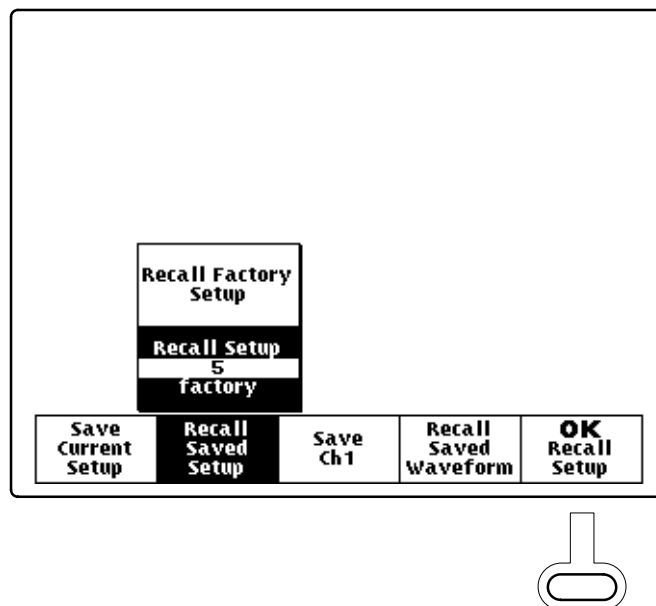 Recall Factory
Setup
Recall Setup
5
factory
Save
Current
Setup
Recall
Saved
Setup
Save
Ch1
Recall
Saved
Waveform
OK
Recall
Setup